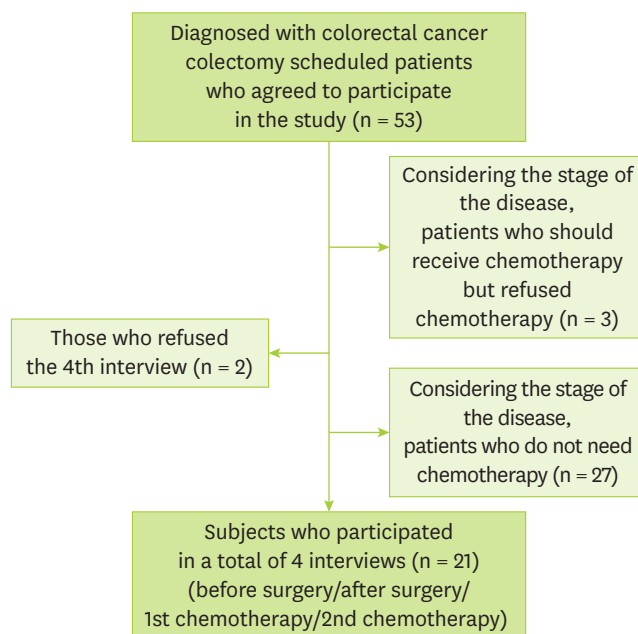 Diagnosed with colorectal cancer
colectomy scheduled patients
who agreed to participate
in the study (n = 53)
Considering the stage of
the disease,
patients who should
receive chemotherapy
but refused
chemotherapy (n = 3)
Those who refused
the 4th interview (n = 2)
Considering the stage of
the disease,
patients who do not need
chemotherapy (n = 27)
Subjects who participated
in a total of 4 interviews (n = 21)
(before surgery/after surgery/
1st chemotherapy/2nd chemotherapy)